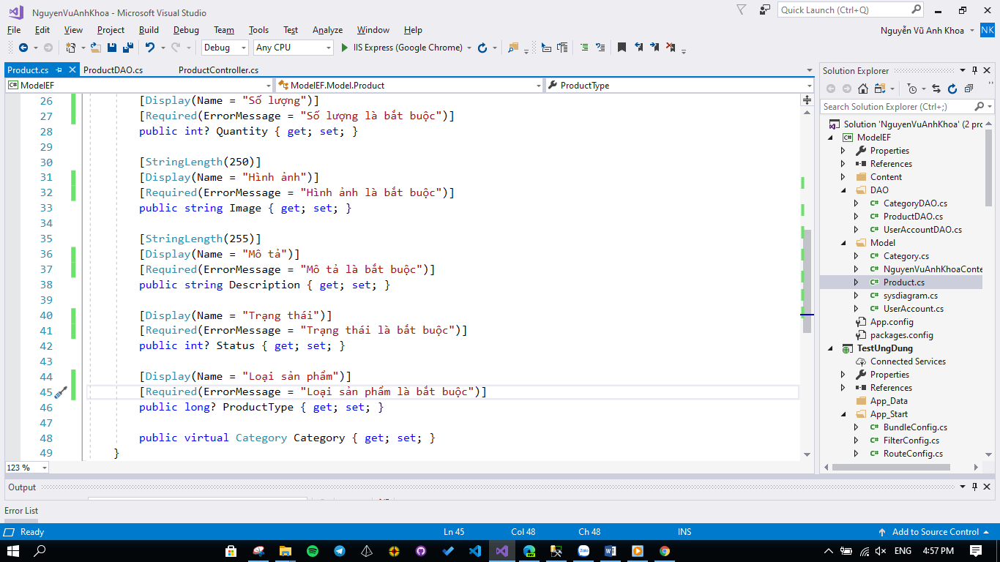 NguyenVuAnhKhoa - Microsoft Visual Studio
Quick Launch (Ctrl+Q)
File Edit View Project Build Debug Team Tools Test Analyze Window Help
Nguyễn Vũ Anh Khoa NK
Debug Any CPU IIS Express (Google Chrome)
Product.cs ProductDAO.cs ProductController.cs
ModelEF ModelEF.Model.Product ProductType
26 [Display(Name = "Số lượng")]
27 [Required(ErrorMessage = "Số lượng là bắt buộc")]
28 public int? Quantity { get; set; }
29
30 [StringLength(250)]
31 [Display(Name = "Hình ảnh")]
32 [Required(ErrorMessage = "Hình ảnh là bắt buộc")]
33 public string Image { get; set; }
34
35 [StringLength(255)]
36 [Display(Name = "Mô tả")]
37 [Required(ErrorMessage = "Mô tả là bắt buộc")]
38 public string Description { get; set; }
39
40 [Display(Name = "Trạng thái")]
41 [Required(ErrorMessage = "Trạng thái là bắt buộc")]
42 public int? Status { get; set; }
43
44 [Display(Name = "Loại sản phẩm")]
45 [Required(ErrorMessage = "Loại sản phẩm là bắt buộc")]
46 public long? ProductType { get; set; }
47
48 public virtual Category Category { get; set; }
49 }
123 %
Solution Explorer
Search Solution Explorer (Ctrl+;)
Solution 'NguyenVuAnhKhoa' (2 prc
C# ModelEF
Properties
References
Content
DAO
C# CategoryDAO.cs
C# ProductDAO.cs
C# UserAccountDAO.cs
Model
C# Category.cs
C# NguyenVuAnhKhoaConte
C# Product.cs
C# sysdiagram.cs
C# UserAccount.cs
App.config
packages.config
TestUngDung
Connected Services
Properties
References
App_Data
App_Start
C# BundleConfig.cs
C# FilterConfig.cs
C# RouteConfig.cs
Output
Error List
Ready Ln 45 Col 48 Ch 48 INS Add to Source Control
ENG 4:57 PM